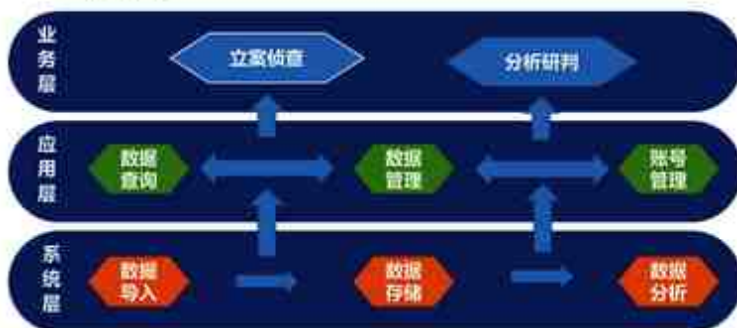 业务层
立案侦查
分析研判
应用层
数据
查询
数据
管理
账号
管理
系统层
数据
导入
数据
存储
数据
分析